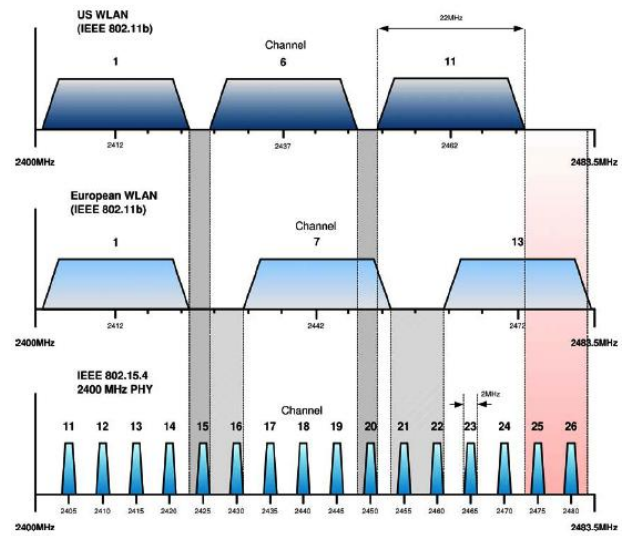 US WLAN
(IEEE 802.11b)
Channel
22MHz
1 6 11
2412 2437 2462
2400MHz 2483.5MHz
European WLAN
(IEEE 802.11b)
Channel
1 7 13
2412 2442 2472
2400MHz 2483.5MHz
IEEE 802.15.4
2400 MHz PHY
Channel
2MHz
11 12 13 14 15 16 17 18 19 20 21 22 23 24 25 26
2405 2410 2415 2420 2425 2430 2435 2440 2445 2450 2455 2460 2465 2470 2475 2480
2400MHz 2483.5MHz